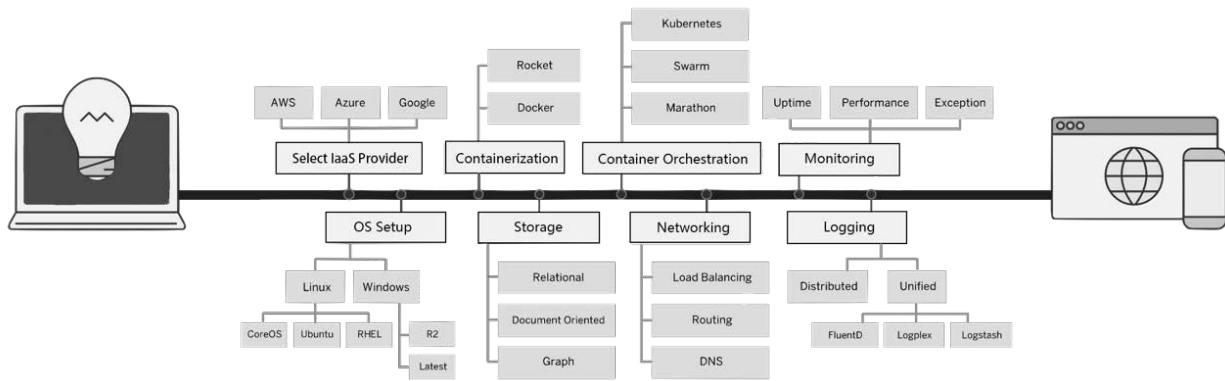 Kubernetes
Rocket
Swarm
AWS
Azure
Google
Docker
Marathon
Uptime
Performance
Exception
Select IaaS Provider
Containerization
Container Orchestration
Monitoring
OS Setup
Storage
Networking
Logging
Linux
Windows
Relational
Load Balancing
Distributed
Unified
CoreOS
Ubuntu
RHEL
R2
Document Oriented
Routing
FluentD
Logplex
Logstash
Latest
Graph
DNS